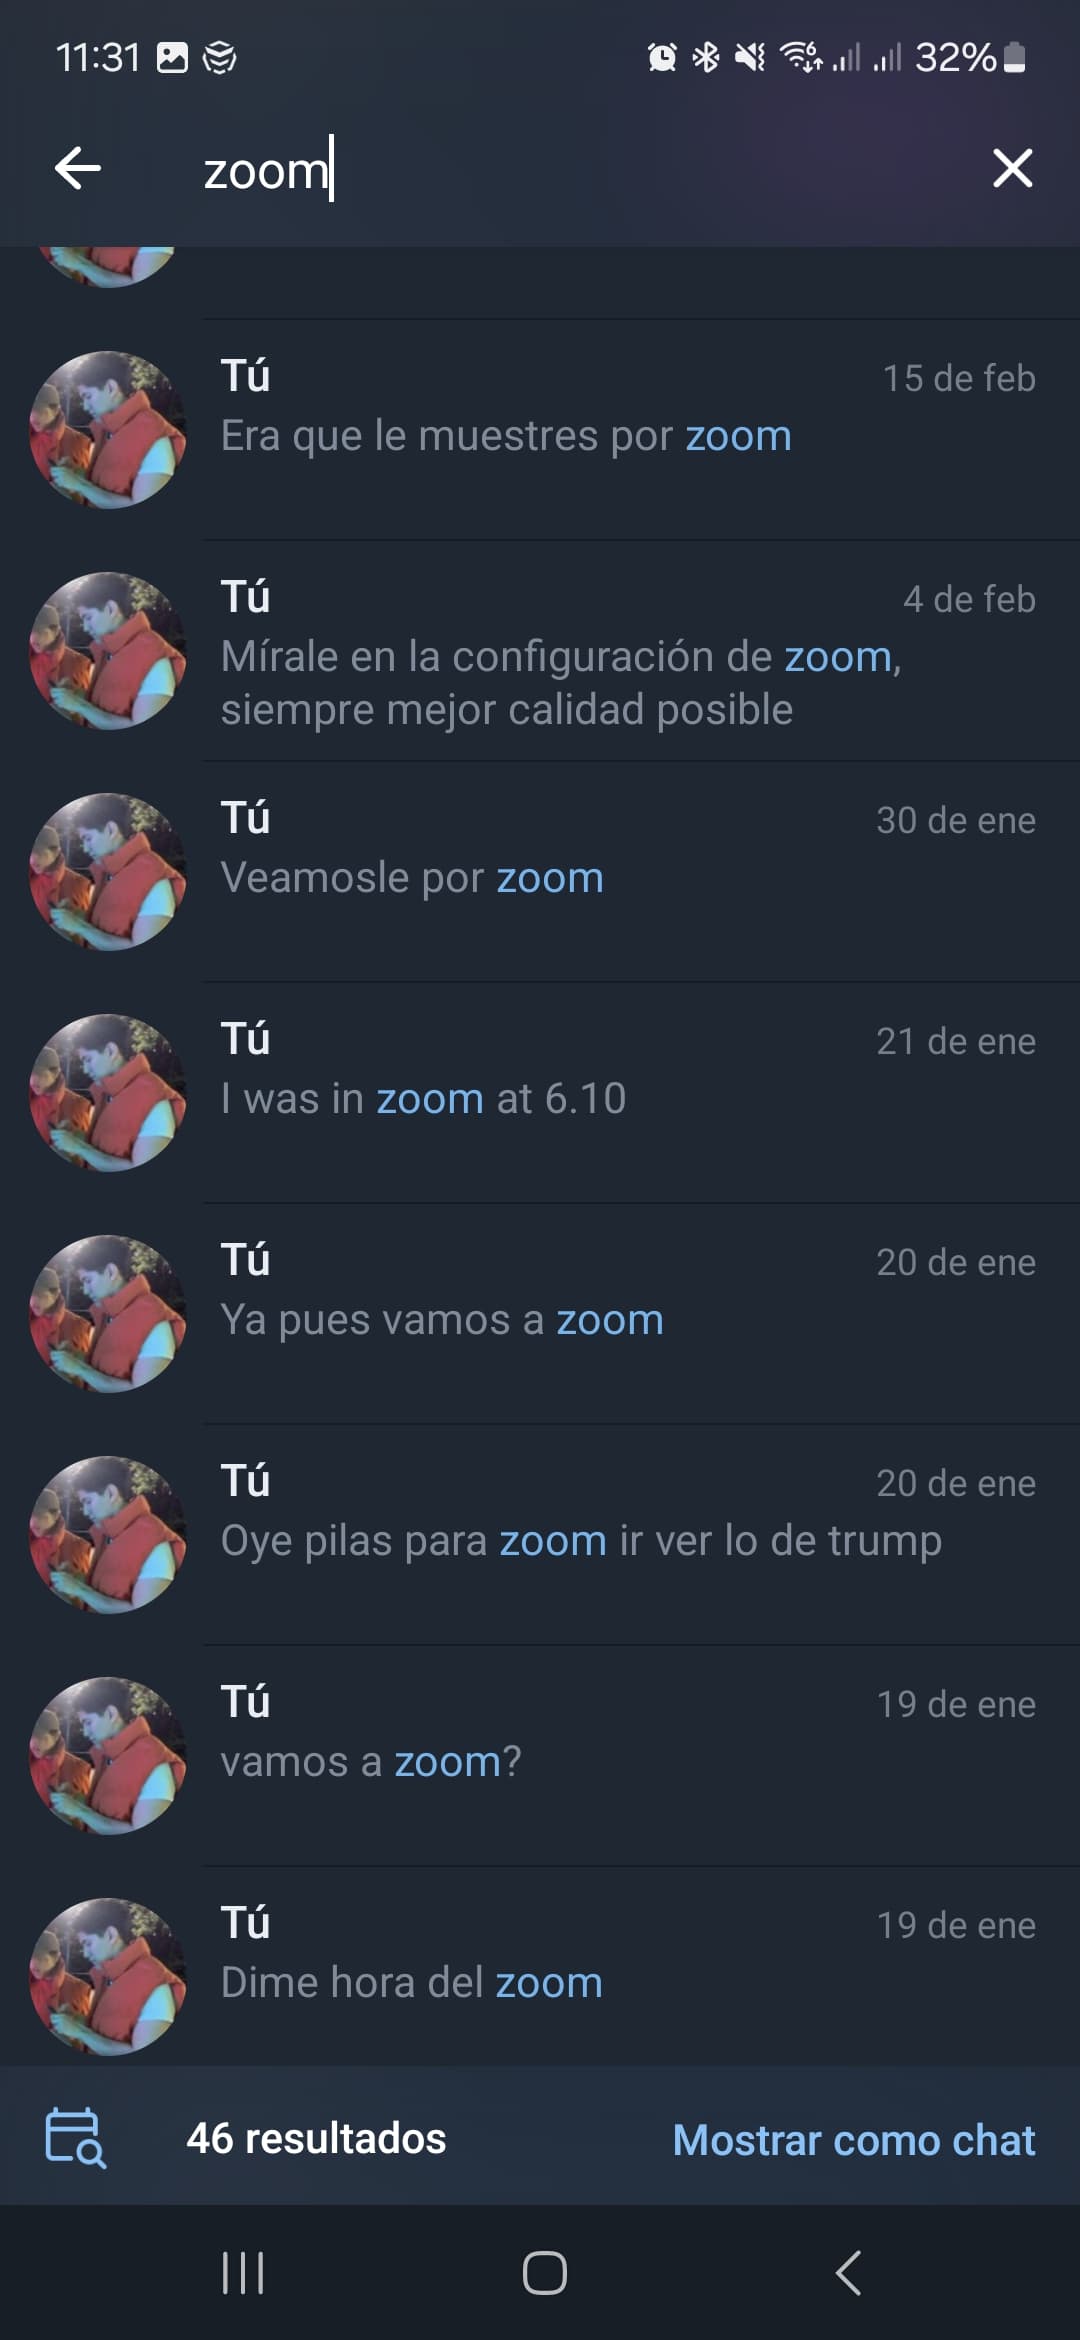 11:31
32%
zoom
Tú
15 de feb
Era que le muestres por zoom
Tú
4 de feb
Mírale en la configuración de zoom,
siempre mejor calidad posible
Tú
30 de ene
Veamosle por zoom
Tú
21 de ene
I was in zoom at 6.10
Tú
20 de ene
Ya pues vamos a zoom
Tú
20 de ene
Oye pilas para zoom ir ver lo de trump
Tú
19 de ene
vamos a zoom?
Tú
19 de ene
Dime hora del zoom
46 resultados
Mostrar como chat